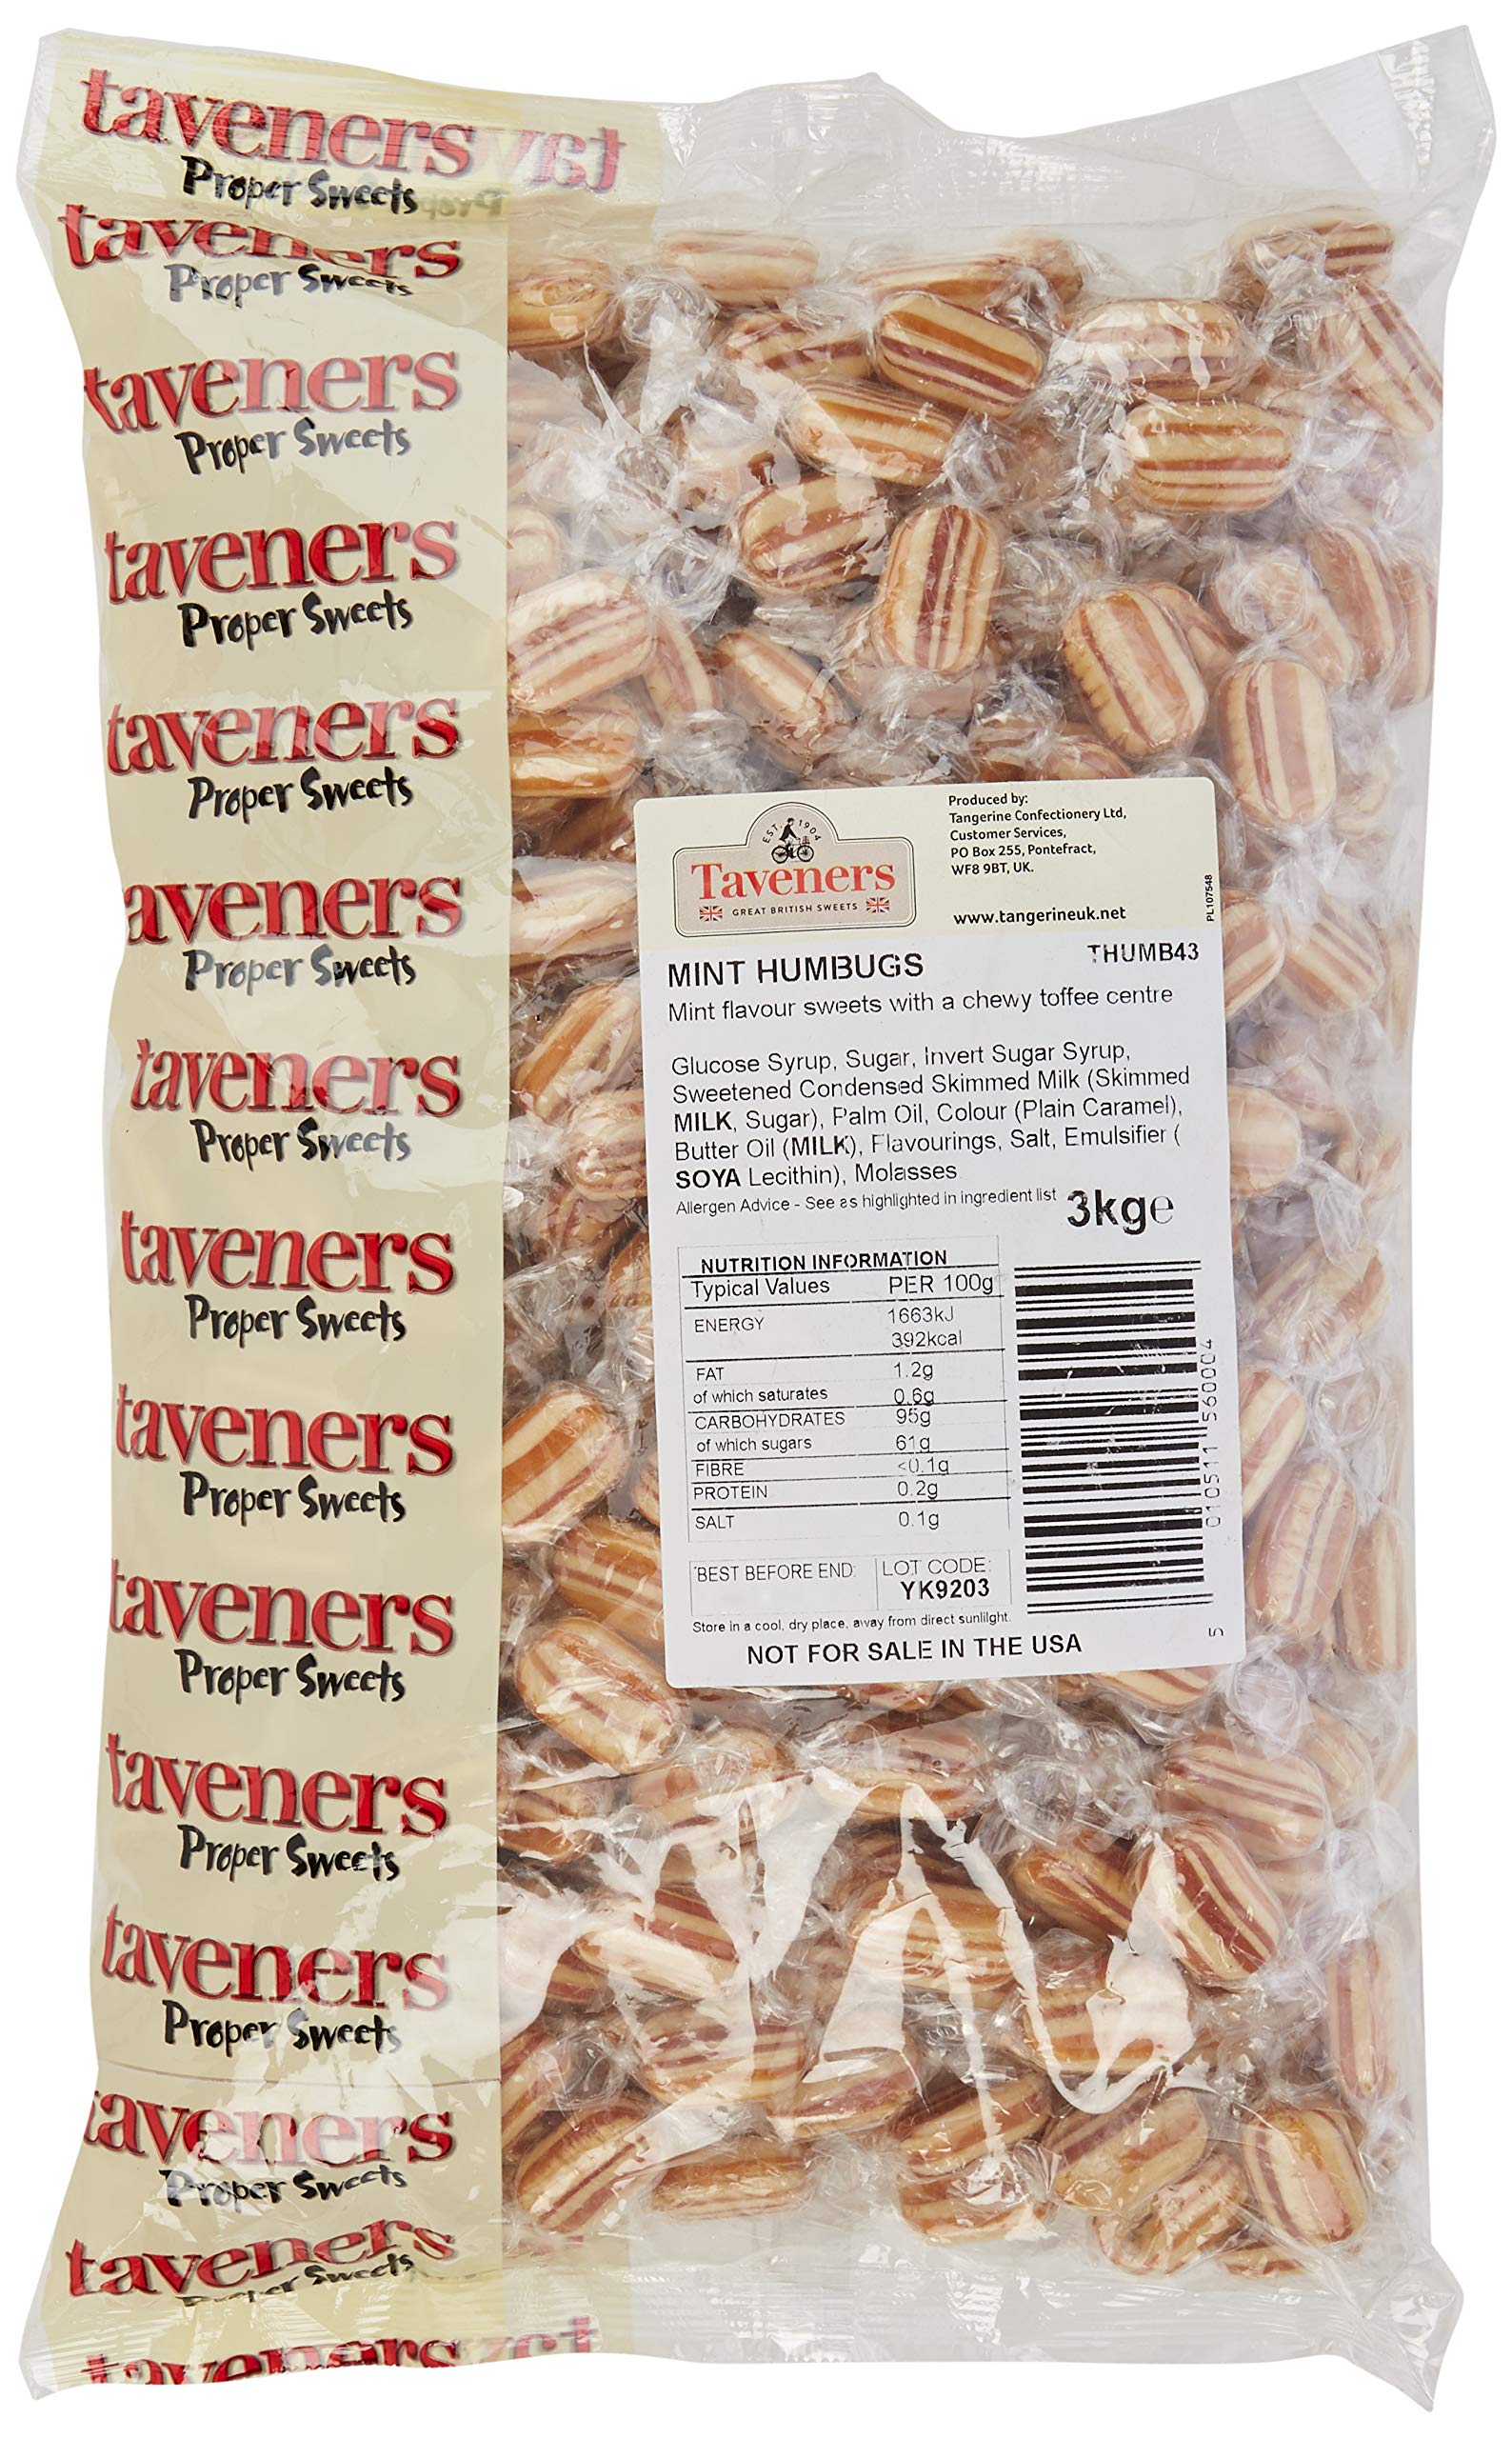 taveners
Proper Sweets
taveners
Proper Sweets
taveners
Proper Sweets
taveners
Proper Sweets
taveners
Proper Sweets
taveners
Proper Sweets
taveners
Proper Sweets
taveners
Proper Sweets
taveners
Proper Sweets
taveners
Proper Sweets
taveners
Proper Sweets
taveners
Proper Sweets
taveners
Proper Sweets
taveners
Proper Sweets
taveners
EST. 1904
Taveners
GREAT BRITISH SWEETS
Produced by:
Tangerine Confectionery Ltd,
Customer Services,
PO Box 255, Pontefract,
WF8 9BT, UK.
www.tangerineuk.net
PL107548
MINT HUMBUGS
THUMB43
Mint flavour sweets with a chewy toffee centre
Glucose Syrup, Sugar, Invert Sugar Syrup,
Sweetened Condensed Skimmed Milk (Skimmed
MILK, Sugar), Palm Oil, Colour (Plain Caramel),
Butter Oil (MILK), Flavourings, Salt, Emulsifier (
SOYA Lecithin), Molasses
Allergen Advice - See as highlighted in ingredient list
3kge
NUTRITION INFORMATION
Typical Values PER 100g
ENERGY 1663kJ
392kcal
FAT 1.2g
of which saturates 0.6g
CARBOHYDRATES 95g
of which sugars 61g
FIBRE <0.1g
PROTEIN 0.2g
SALT 0.1g
BEST BEFORE END:
LOT CODE:
YK9203
5 010511 560004
Store in a cool, dry place, away from direct sunlilght.
NOT FOR SALE IN THE USA